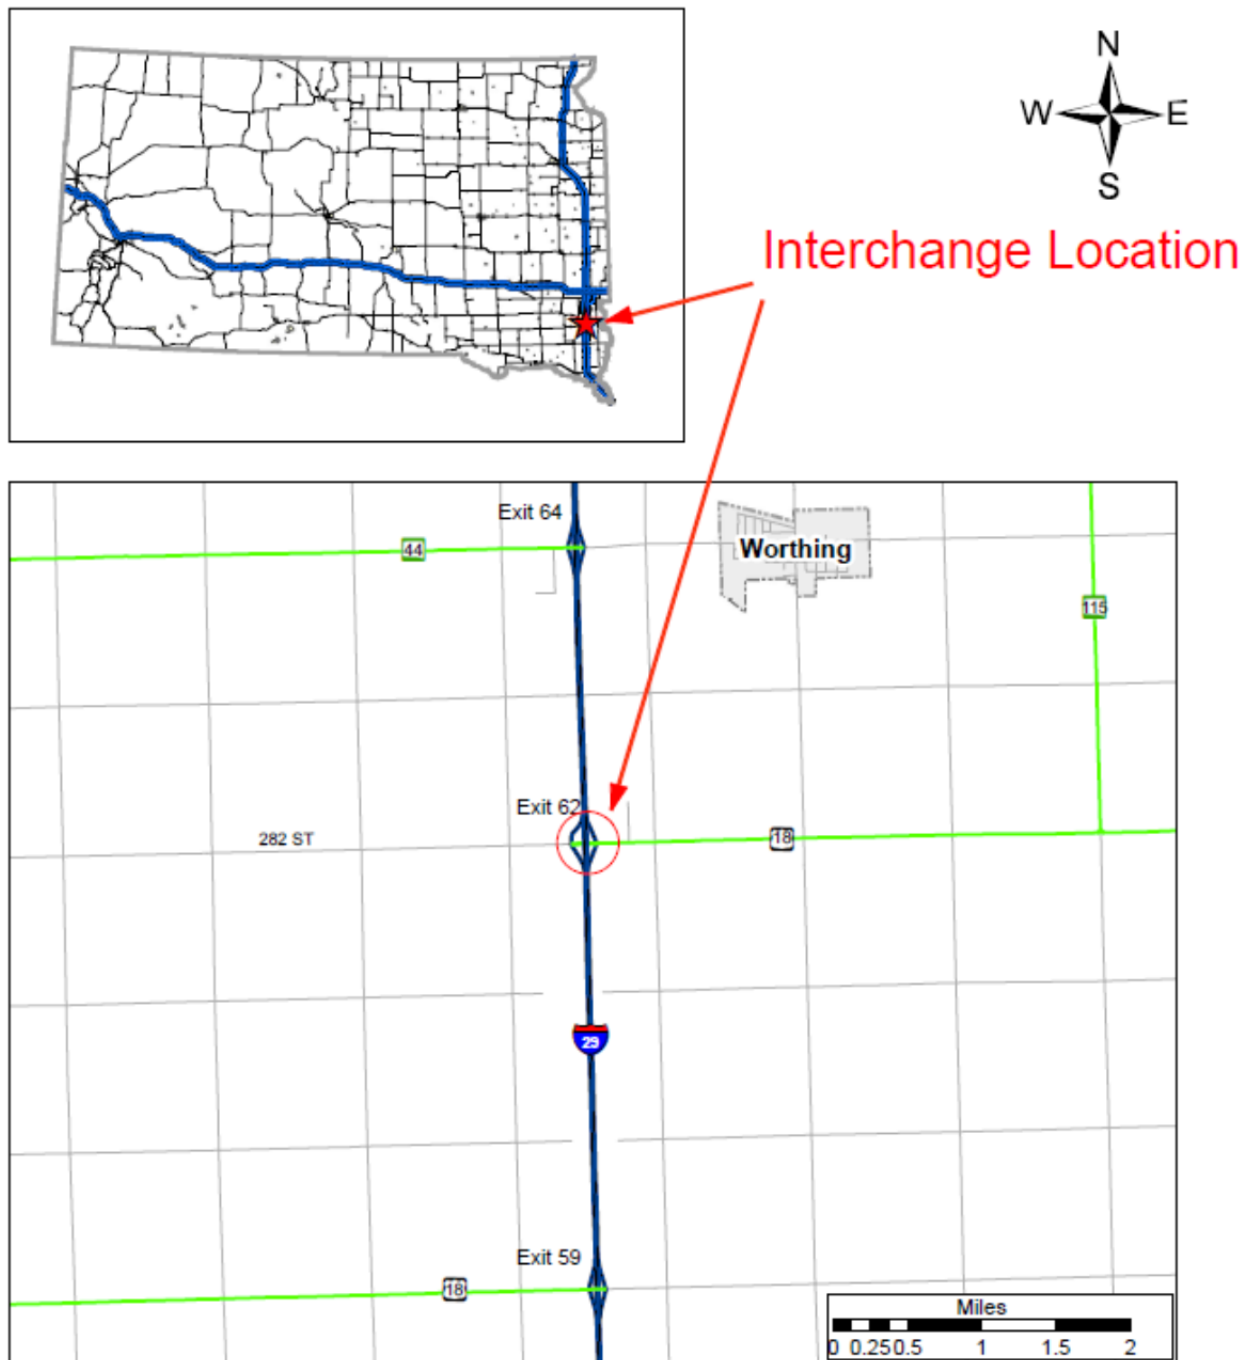 N
W E
S
Interchange Location
Exit 64
44
Worthing
115
Exit 62
282 ST
18
29
Exit 59
18
Miles
0 0.25 0.5 1 1.5 2